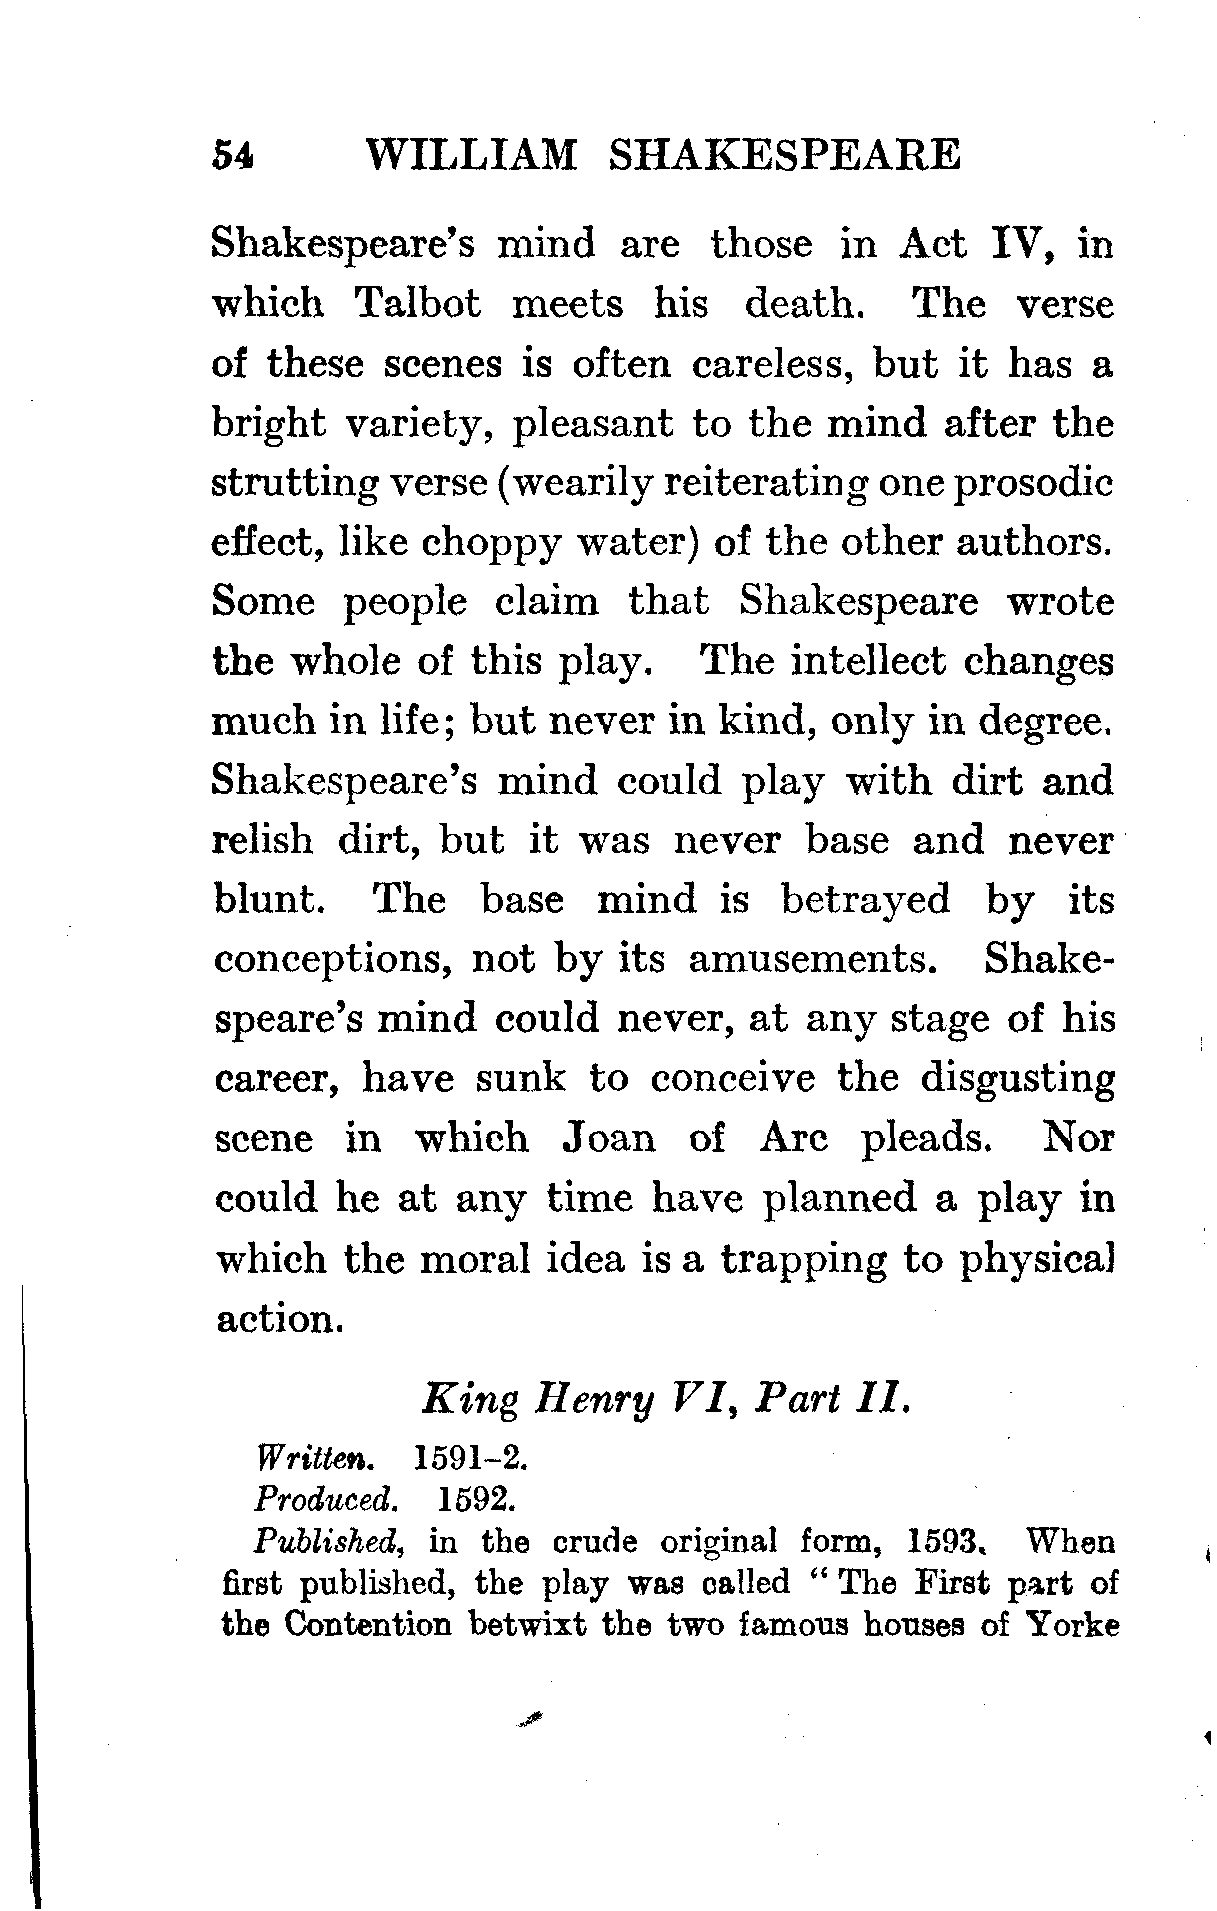 54 WILLIAM SHAKESPEARE
Shakespeare's mind are those in Act IV, in
which Talbot meets his death. The verse
of these scenes is often careless, but it has a
bright variety, pleasant to the mind after the
strutting verse (wearily reiterating one prosodic
effect, like choppy water) of the other authors.
Some people claim that Shakespeare wrote
the whole of this play. The intellect changes
much in life; but never in kind, only in degree.
Shakespeare's mind could play with dirt and
relish dirt, but it was never base and never
blunt. The base mind is betrayed by its
conceptions, not by its amusements. Shake-
speare's mind could never, at any stage of his
career, have sunk to conceive the disgusting
scene in which Joan of Arc pleads. Nor
could he at any time have planned a play in
which the moral idea is a trapping to physical
action.
King Henry VI, Part II.
Written. 1591–2.
Produced. 1592.
Published, in the crude original form, 1593. When
first published, the play was called "The First part of
the Contention betwixt the two famous houses of Yorke